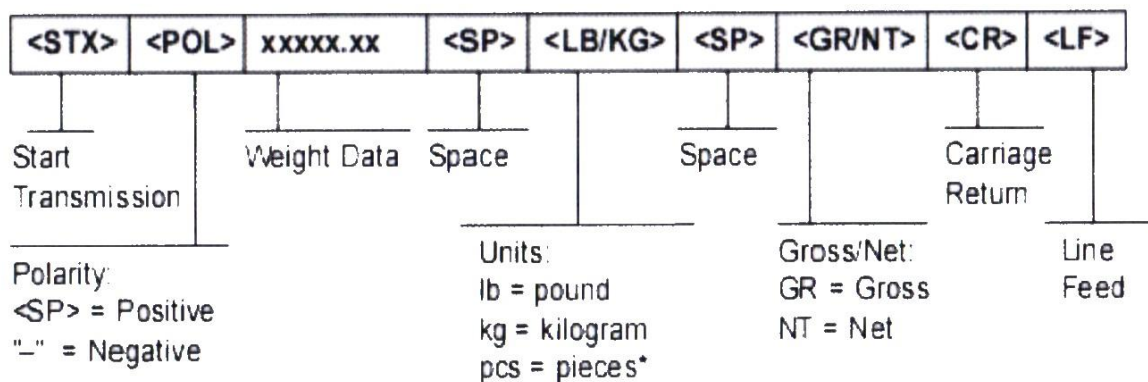 <STX> <POL> xxxxx.xx <SP> <LB/KG> <SP> <GR/NT> <CR> <LF>
Start
Transmission
Weight Data
Space
Space
Carriage
Return
Polarity:
<SP> = Positive
"–" = Negative
Units:
lb = pound
kg = kilogram
pcs = pieces*
Gross/Net:
GR = Gross
NT = Net
Line
Feed